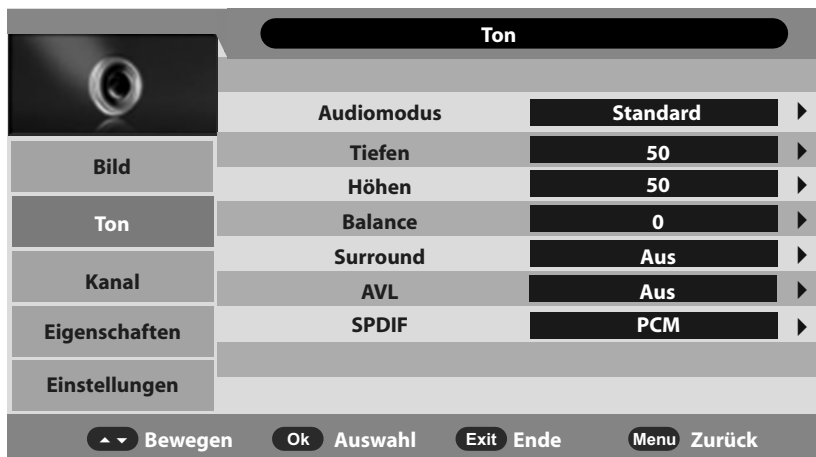 Ton
Audiomodus Standard
Tiefen 50
Höhen 50
Balance 0
Surround Aus
AVL Aus
SPDIF PCM
Bild
Ton
Kanal
Eigenschaften
Einstellungen
Bewegen Ok Auswahl Exit Ende Menu Zurück